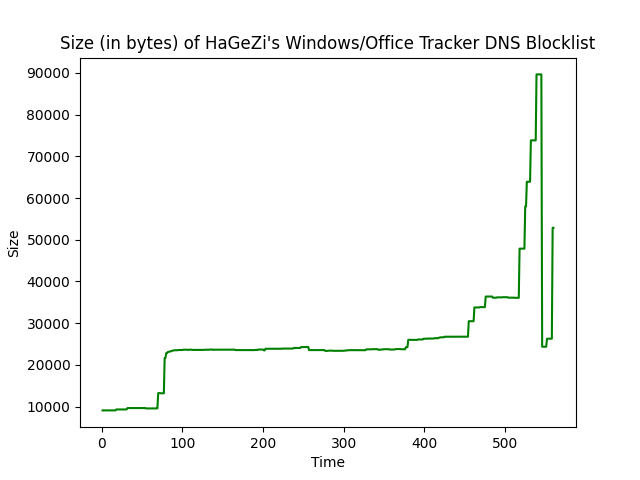 Size (in bytes) of HaGeZi's Windows/Office Tracker DNS Blocklist
90000
80000
70000
60000
50000
40000
30000
20000
10000
Size
0 100 200 300 400 500
Time